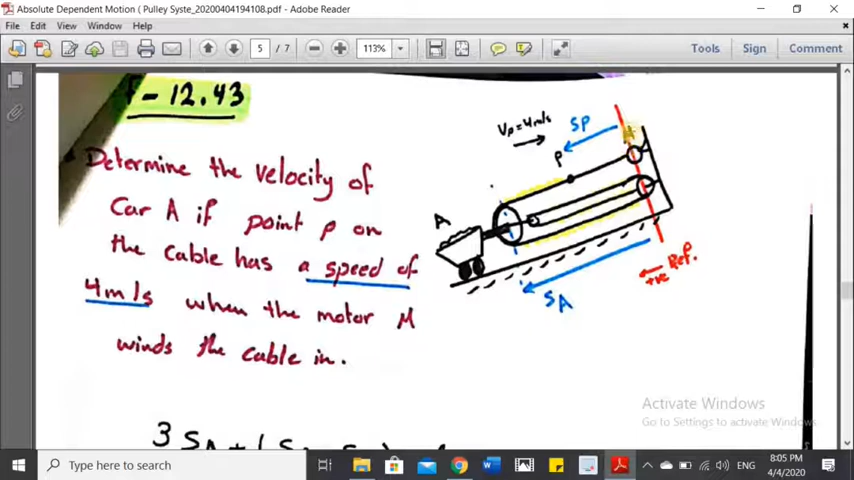 Absolute Dependent Motion ( Pulley Syste_20200404194108.pdf - Adobe Reader
File Edit View Window Help
5 / 7 113% Tools Sign Comment
- 12.43
Determine the velocity of
Car A if point p on
the cable has a speed of
4m/s when the motor M
winds the cable in.
Vp=4m/s
SP
P
M
A
SA
Ref.
+ve
3 SA + (
Activate Windows
Go to Settings to activate Windows.
Type here to search
ENG
8:05 PM
4/4/2020